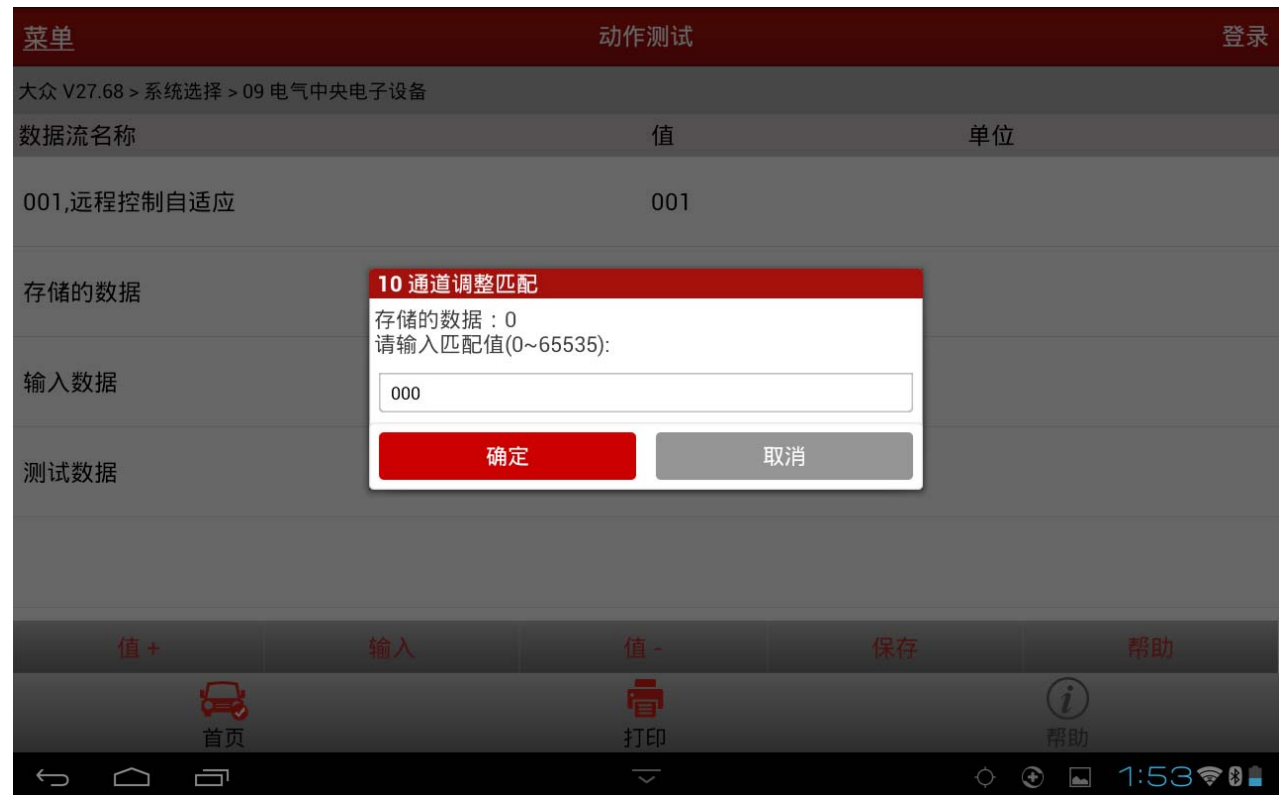 菜单 动作测试 登录
大众 V27.68 > 系统选择 > 09 电气中央电子设备
数据流名称 值 单位
001,远程控制自适应 001
存储的数据
输入数据
测试数据
10 通道调整匹配
存储的数据：0
请输入匹配值(0~65535):
000
确定 取消
值 + 输入 值 - 保存 帮助
首页 打印 帮助
1:53